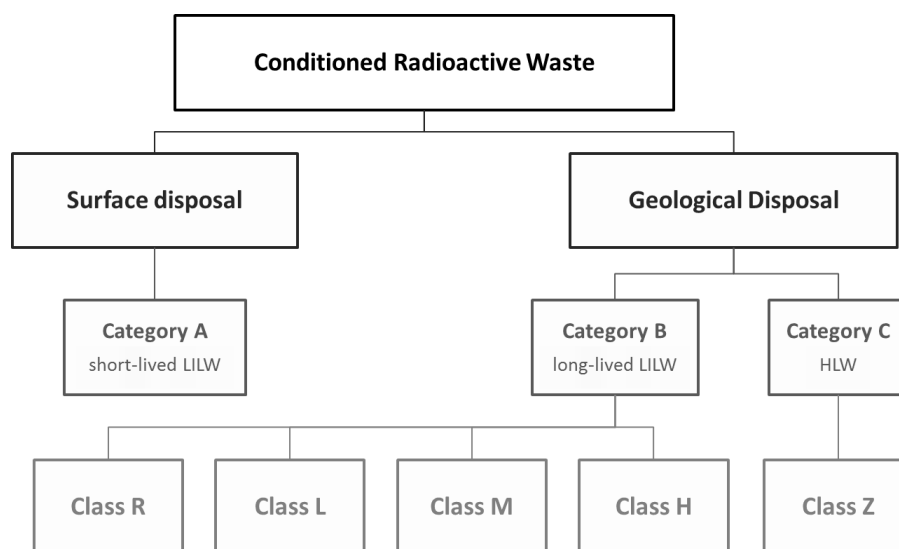 Conditioned Radioactive Waste
Surface disposal
Geological Disposal
Category A
short-lived LILW
Category B
long-lived LILW
Category C
HLW
Class R
Class L
Class M
Class H
Class Z